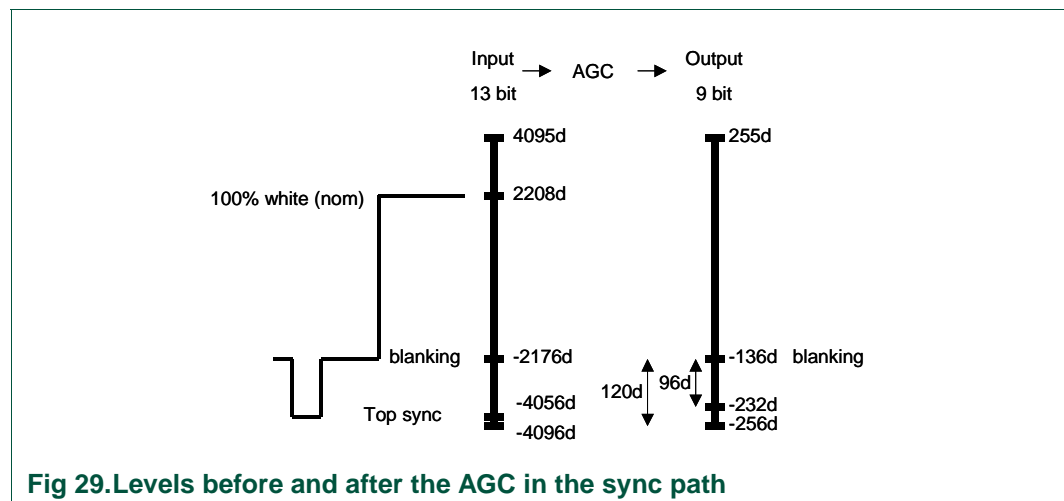 Input → AGC → Output
13 bit 9 bit
4095d 255d
100% white (nom) 2208d
blanking -2176d -136d blanking
120d 96d
Top sync -4056d -232d
-4096d -256d
Fig 29.Levels before and after the AGC in the sync path